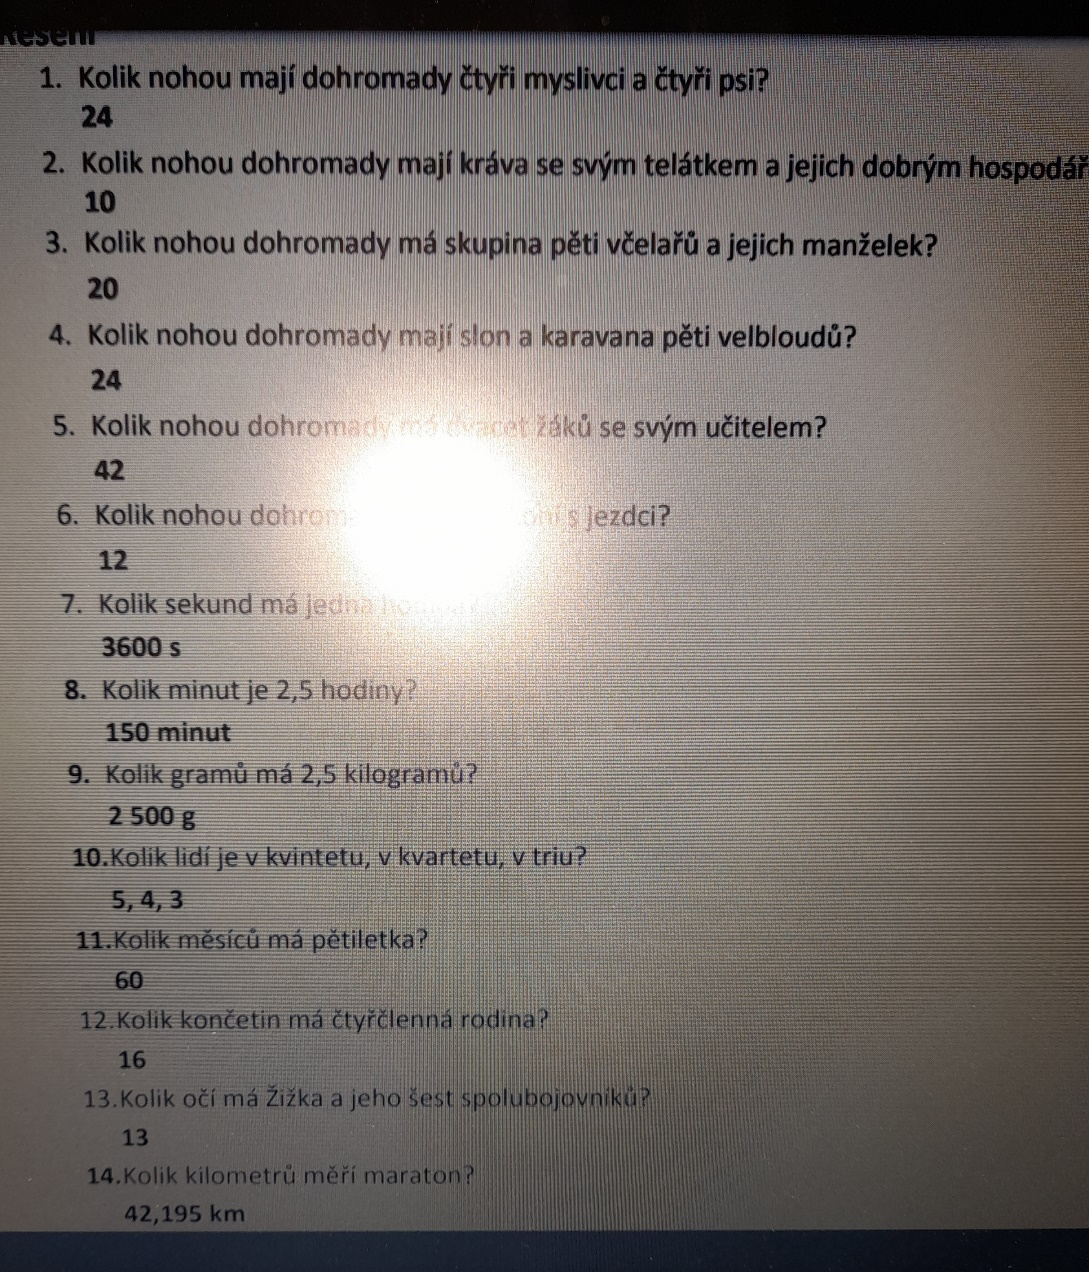 Řešení
1. Kolik nohou mají dohromady čtyři myslivci a čtyři psi?
24
2. Kolik nohou dohromady mají kráva se svým telátkem a jejich dobrým hospodář
10
3. Kolik nohou dohromady má skupina pěti včelařů a jejich manželek?
20
4. Kolik nohou dohromady mají slon a karavana pěti velbloudů?
24
5. Kolik nohou dohromady má dvacet žáků se svým učitelem?
42
6. Kolik nohou s jezdci?
12
7. Kolik sekund má jedna
3600 s
8. Kolik minut je 2,5 hodiny?
150 minut
9. Kolik gramů má 2,5 kilogramů?
2 500 g
10.Kolik lidí je v kvintetu, v kvartetu, v triu?
5, 4, 3
11.Kolik měsíců má pětiletka?
60
12.Kolik končetin má čtyřčlenná rodina?
16
13.Kolik očí má Žižka a jeho šest spolubojovníků?
13
14.Kolik kilometrů měří maraton?
42,195 km